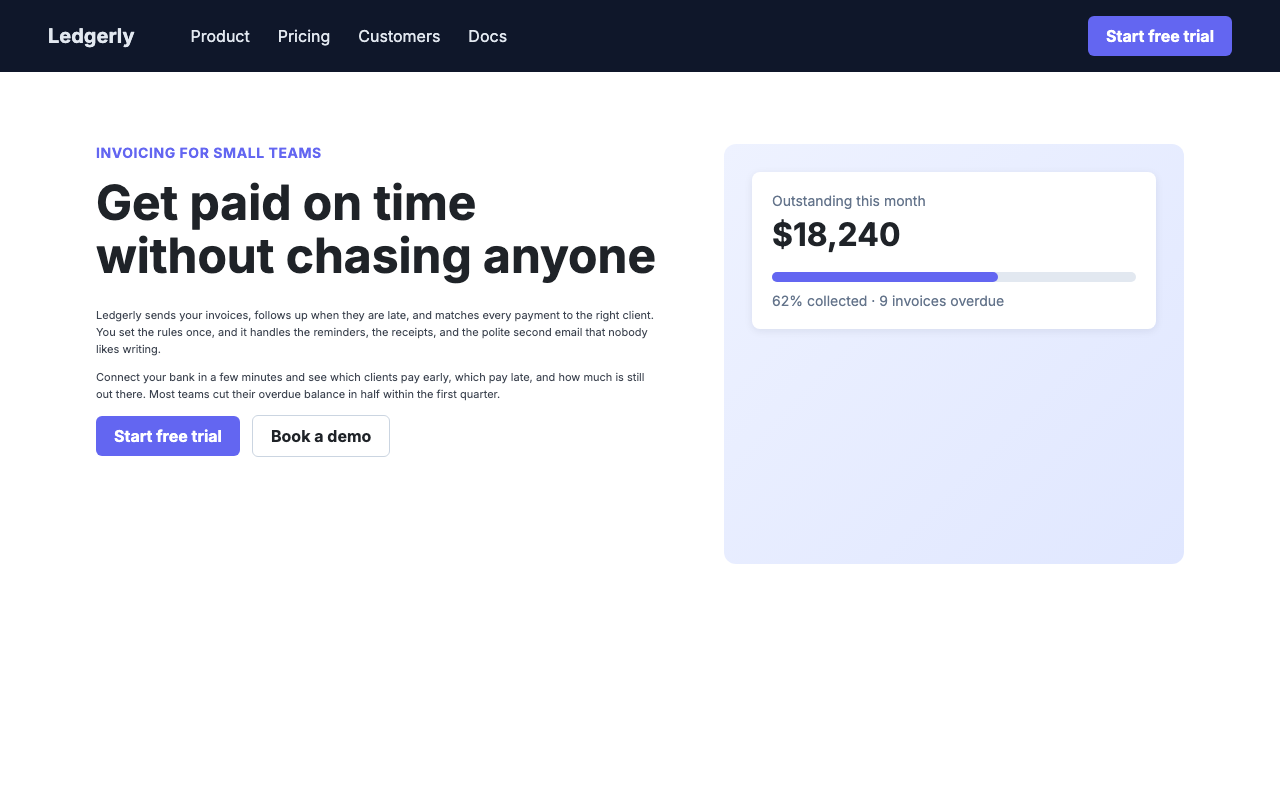 Ledgerly
Product
Pricing
Customers
Docs
Start free trial
INVOICING FOR SMALL TEAMS
Get paid on time
without chasing anyone
Ledgerly sends your invoices, follows up when they are late, and matches every payment to the right client.
You set the rules once, and it handles the reminders, the receipts, and the polite second email that nobody
likes writing.
Connect your bank in a few minutes and see which clients pay early, which pay late, and how much is still
out there. Most teams cut their overdue balance in half within the first quarter.
Start free trial
Book a demo
Outstanding this month
$18,240
62% collected · 9 invoices overdue